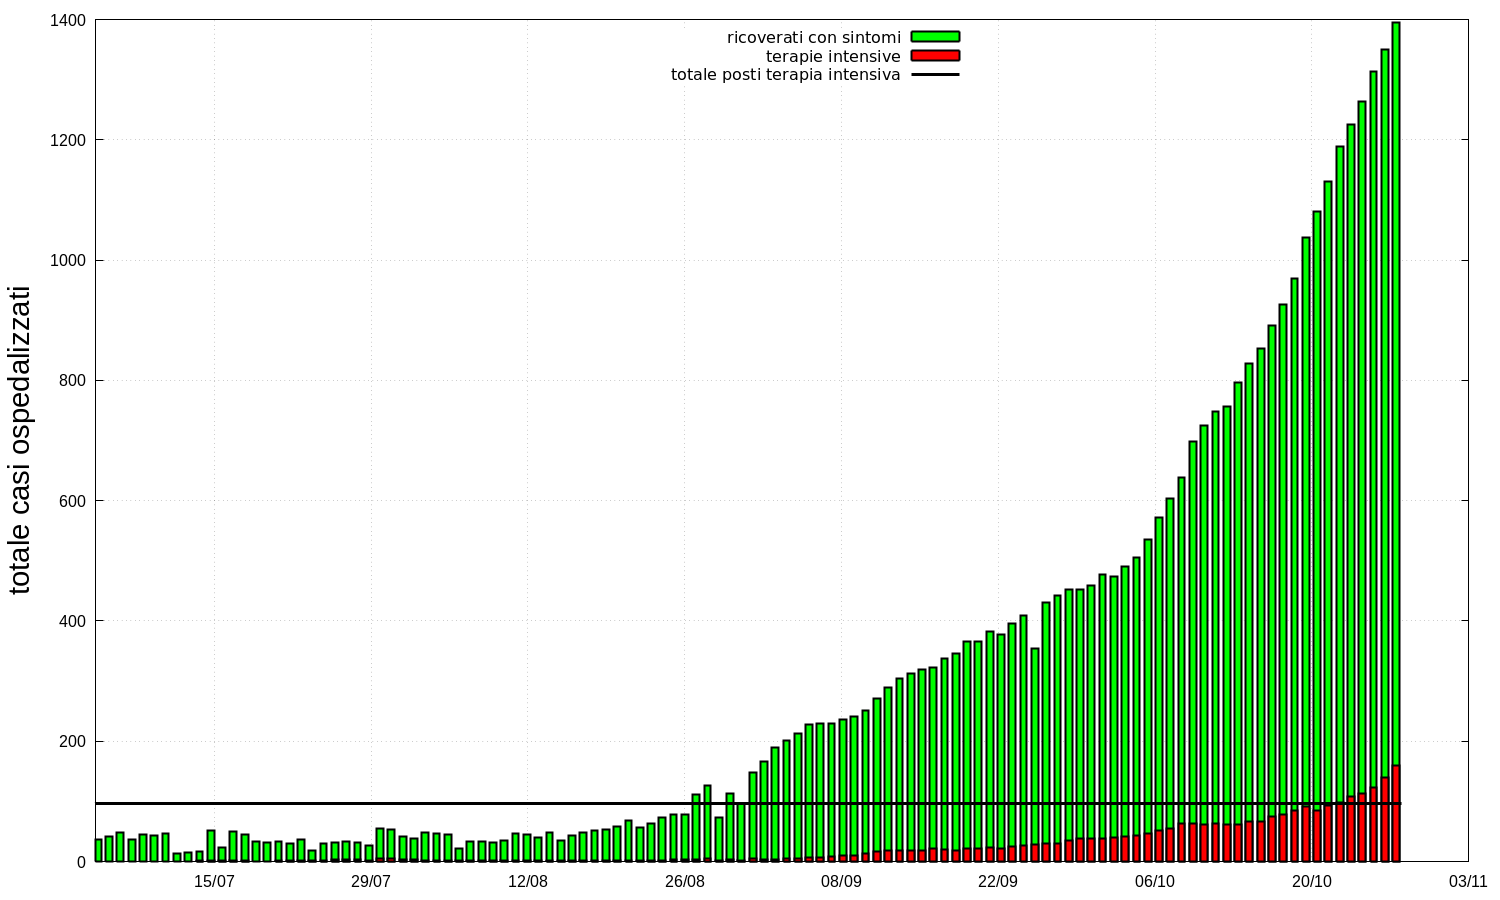 ricoverati con sintomi
terapie intensive
totale posti terapia intensiva
totale casi ospedalizzati
1400
1200
1000
800
600
400
200
0
15/07 29/07 12/08 26/08 08/09 22/09 06/10 20/10 03/11